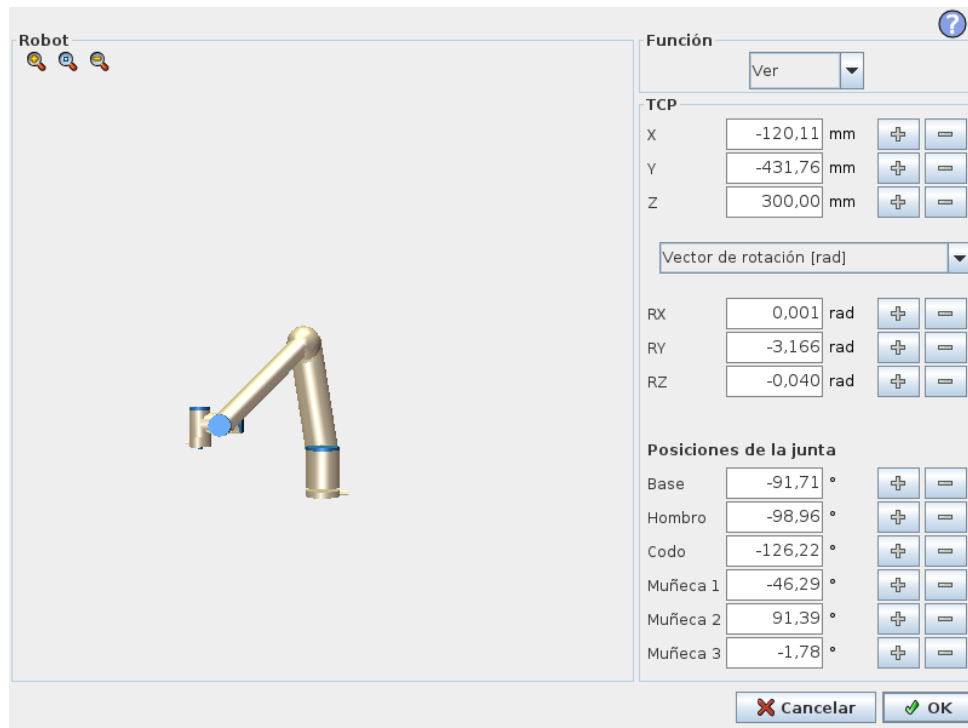 Robot
Función
Ver
TCP
X -120,11 mm
Y -431,76 mm
Z 300,00 mm
Vector de rotación [rad]
RX 0,001 rad
RY -3,166 rad
RZ -0,040 rad
Posiciones de la junta
Base -91,71 °
Hombro -98,96 °
Codo -126,22 °
Muñeca 1 -46,29 °
Muñeca 2 91,39 °
Muñeca 3 -1,78 °
Cancelar OK